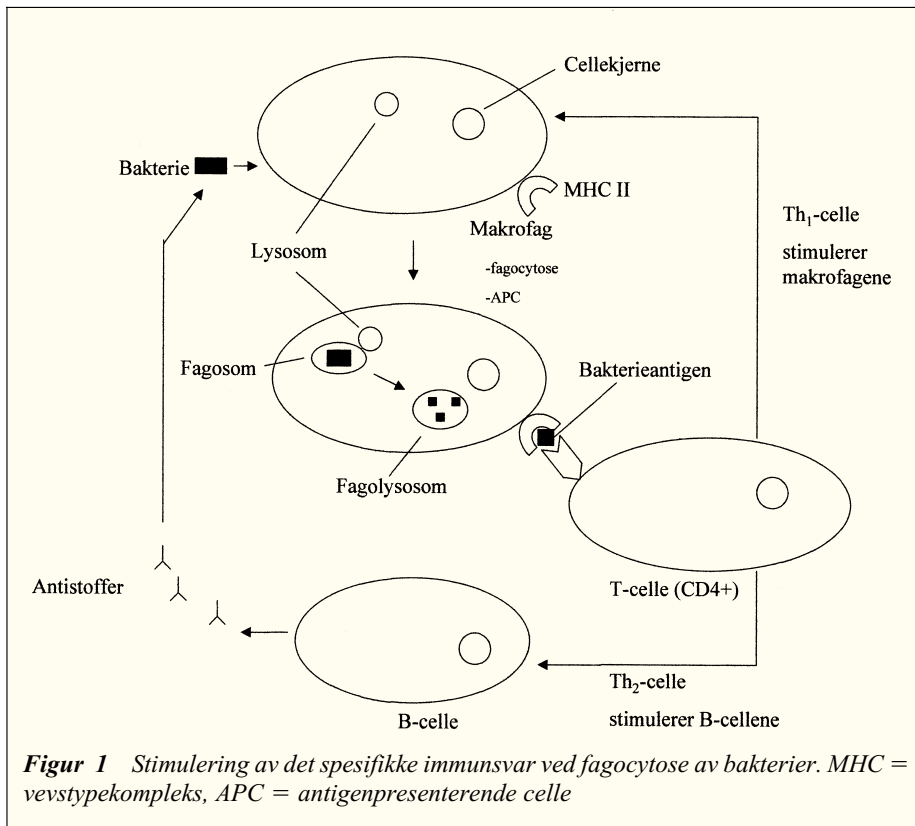 Cellekjerne
Bakterie
MHC II
Makrofag
Lysosom
-fagocytose
-APC
Th₁-celle
stimulerer
makrofagene
Fagosom
Bakterieantigen
Fagolysosom
T-celle (CD4+)
Antistoffer
B-celle
Th₂-celle
stimulerer B-cellene
Figur 1 Stimulering av det spesifikke immunsvar ved fagocytose av bakterier. MHC =
vevstypekompleks, APC = antigenpresenterende celle